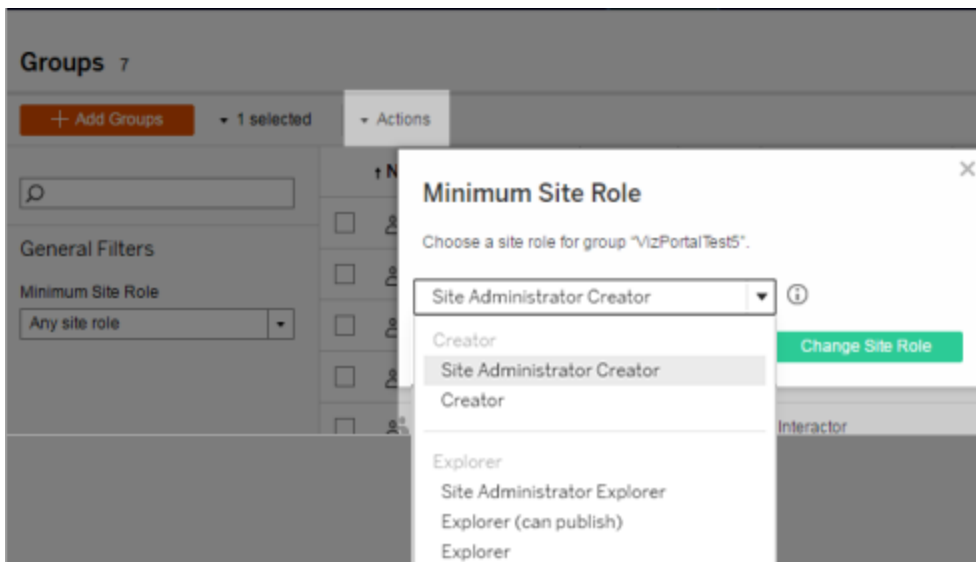 Groups 7
+ Add Groups
1 selected
Actions
↑ N
General Filters
Minimum Site Role
Any site role
Minimum Site Role
Choose a site role for group "VizPortalTest5".
Site Administrator Creator
Creator
Site Administrator Creator
Creator
Change Site Role
Interactor
Explorer
Site Administrator Explorer
Explorer (can publish)
Explorer